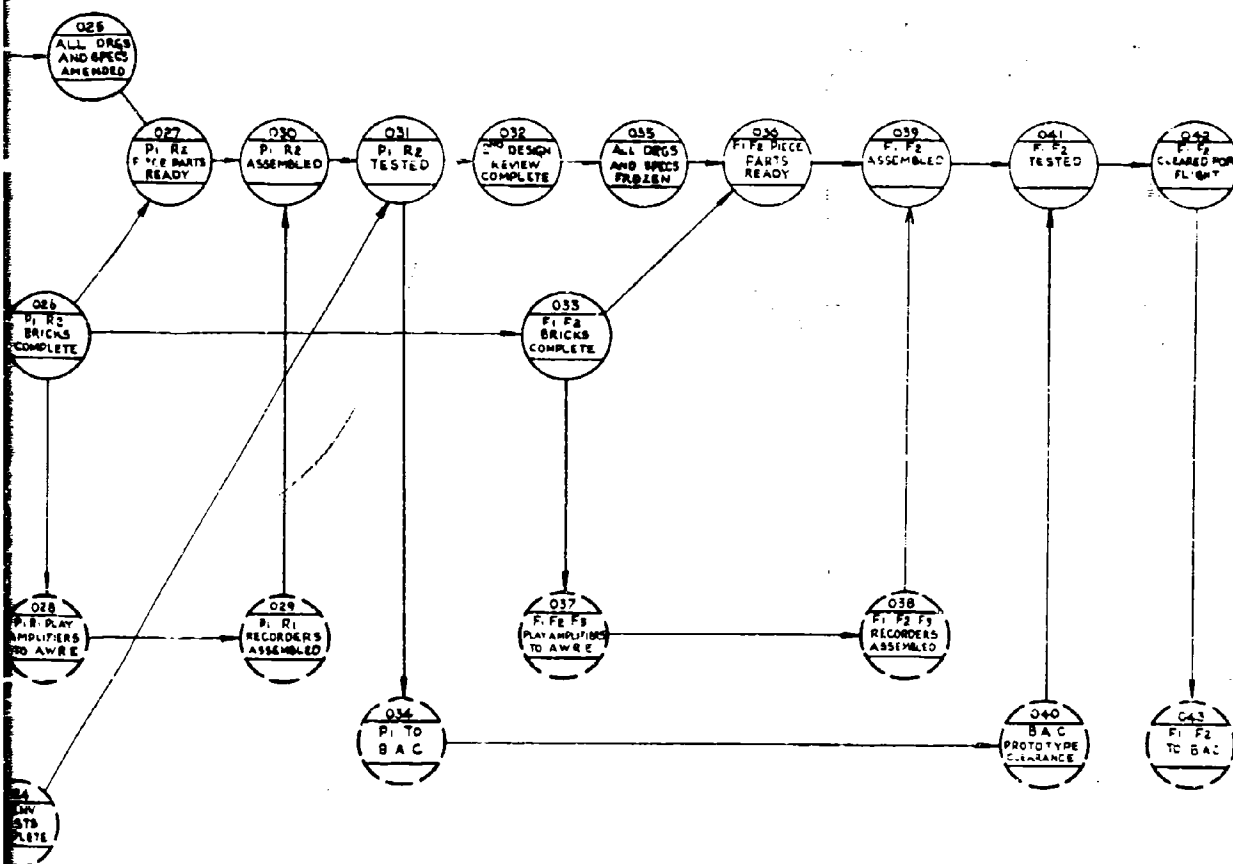 025
ALL DRGS
AND SPECS
AMENDED
027
P1 R2
PIECE PARTS
READY
030
P1 R2
ASSEMBLED
031
P1 R2
TESTED
032
2ND DESIGN
REVIEW
COMPLETE
035
ALL DRGS
AND SPECS
FROZEN
036
F1 F2 PIECE
PARTS
READY
039
F1 F2
ASSEMBLED
041
F1 F2
TESTED
042
F1 F2
CLEARED FOR
FLIGHT
026
P1 R2
BRICKS
COMPLETE
033
F1 F2
BRICKS
COMPLETE
028
P1 R1 PLAY
AMPLIFIERS
TO AWRE
029
P1 R1
RECORDERS
ASSEMBLED
037
F1 F2 F3
PLAY AMPLIFIERS
TO AWRE
038
F1 F2 F3
RECORDERS
ASSEMBLED
034
P1 TO
B A C
040
B A C
PROTOTYPE
CLEARANCE
043
F1 F2
TO BAC